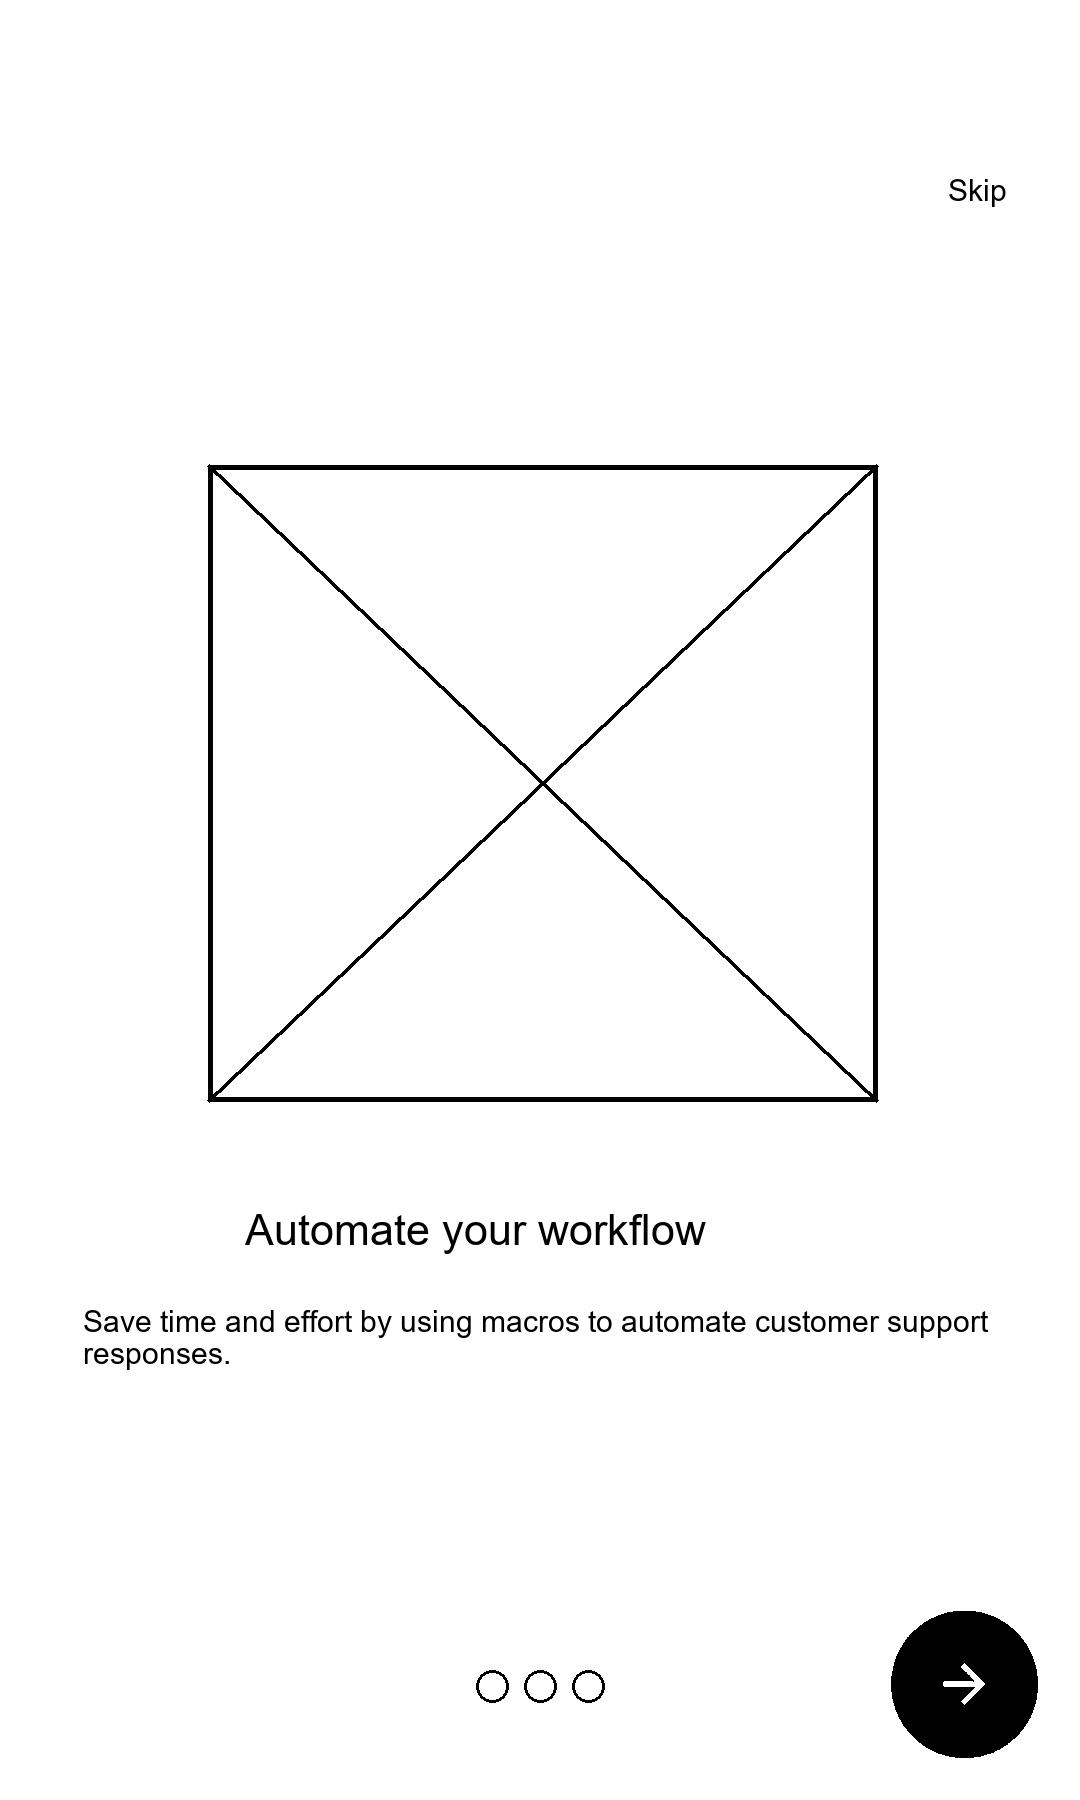 Skip
Automate your workflow
Save time and effort by using macros to automate customer support
responses.